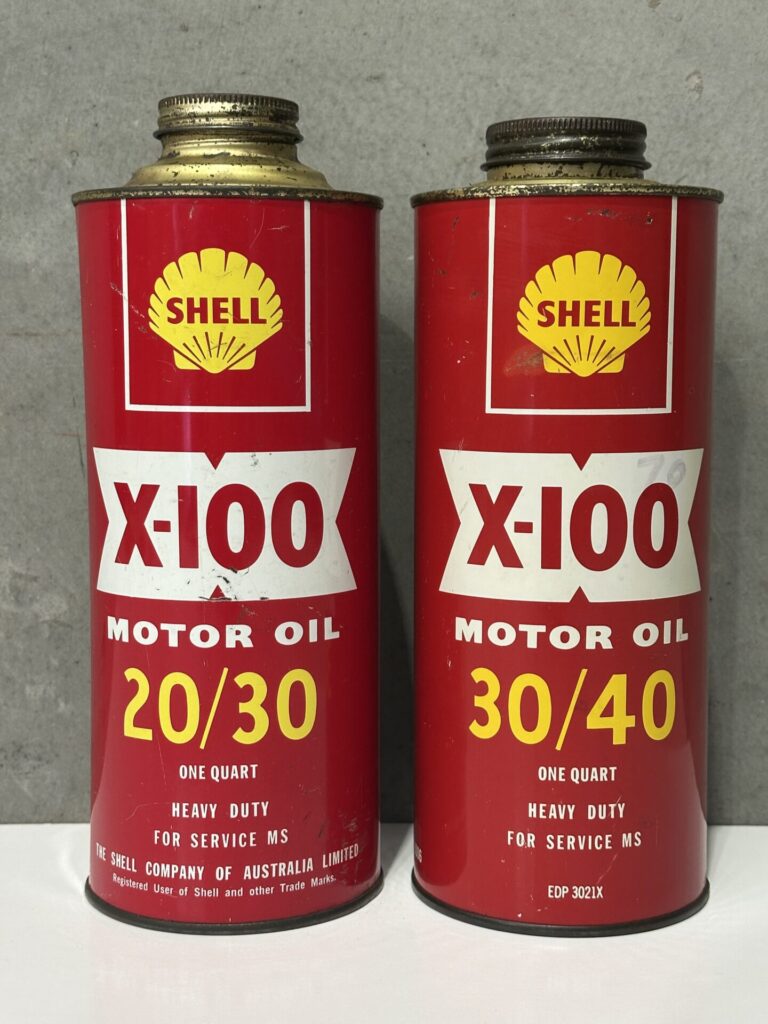 SHELL
X-100
MOTOR OIL
20/30
ONE QUART
HEAVY DUTY
FOR SERVICE MS
THE SHELL COMPANY OF AUSTRALIA LIMITED
Registered User of Shell and other Trade Marks.
SHELL
70
X-100
MOTOR OIL
30/40
ONE QUART
HEAVY DUTY
FOR SERVICE MS
EDP 3021X